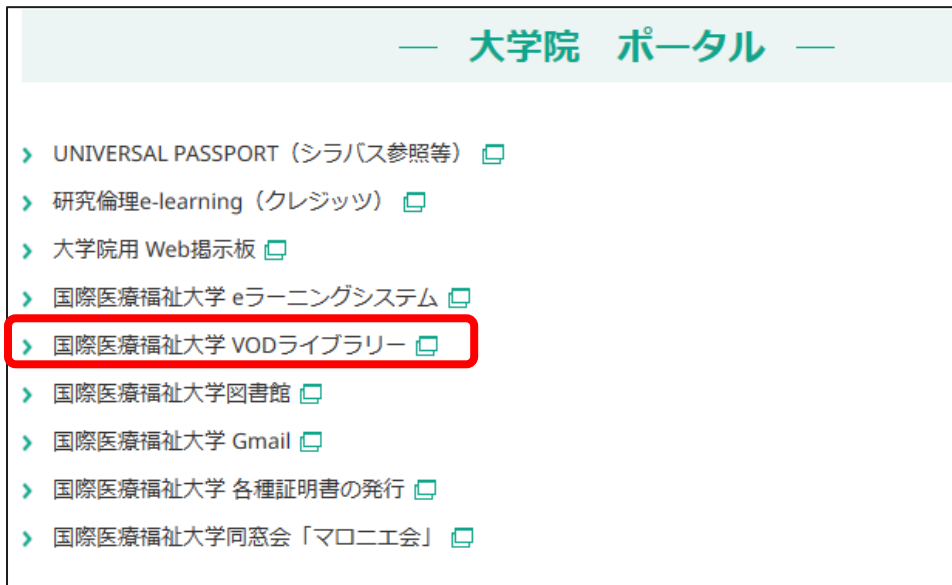 ― 大学院　ポータル ―
UNIVERSAL PASSPORT（シラバス参照等）
研究倫理e-learning（クレジッツ）
大学院用 Web掲示板
国際医療福祉大学 eラーニングシステム
国際医療福祉大学 VODライブラリー
国際医療福祉大学図書館
国際医療福祉大学 Gmail
国際医療福祉大学 各種証明書の発行
国際医療福祉大学同窓会「マロニエ会」